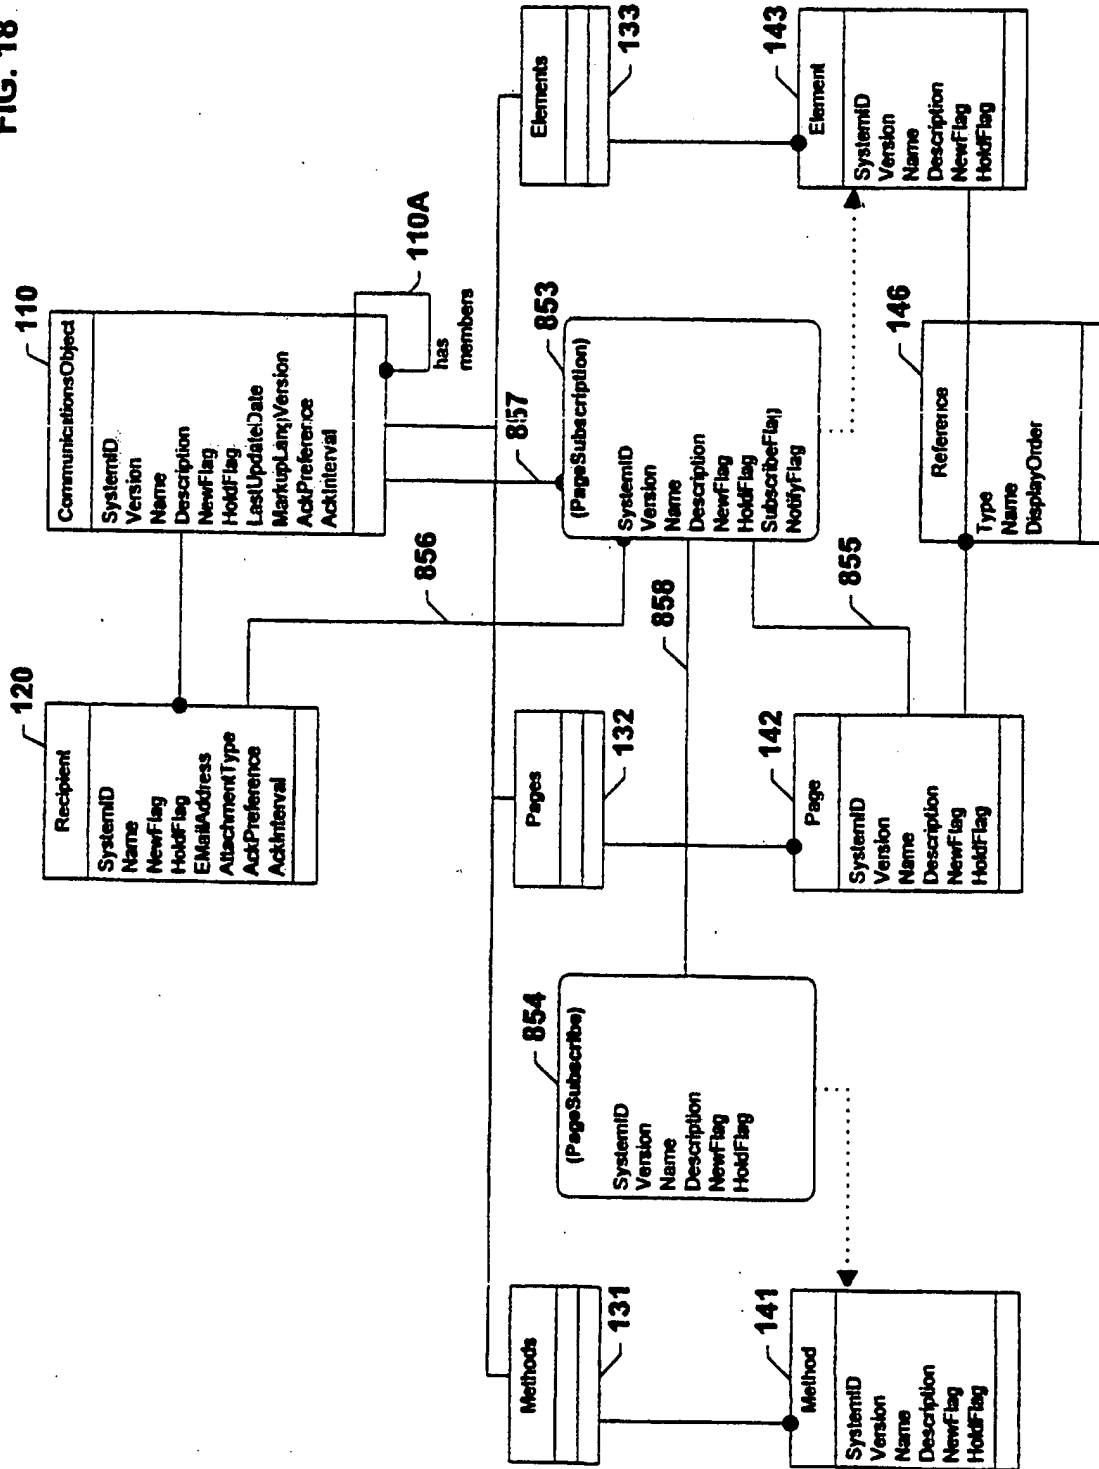 FIG. 18
110
CommunicationsObject
SystemID
Version
Name
Description
NewFlag
HoldFlag
LastUpdateDate
MarkupLangVersion
AckPreference
AckInterval
110A
has
members
120
Recipient
SystemID
Name
NewFlag
HoldFlag
EMailAddress
AttachmentType
AckPreference
AckInterval
856
857
Methods
131
Pages
132
Elements
133
854
(PageSubscribe)
SystemID
Version
Name
Description
NewFlag
HoldFlag
858
853
(PageSubscription)
SystemID
Version
Name
Description
NewFlag
HoldFlag
SubscribeFlag
NotifyFlag
855
141
Method
SystemID
Version
Name
Description
NewFlag
HoldFlag
142
Page
SystemID
Version
Name
Description
NewFlag
HoldFlag
146
Reference
Type
Name
DisplayOrder
143
Element
SystemID
Version
Name
Description
NewFlag
HoldFlag